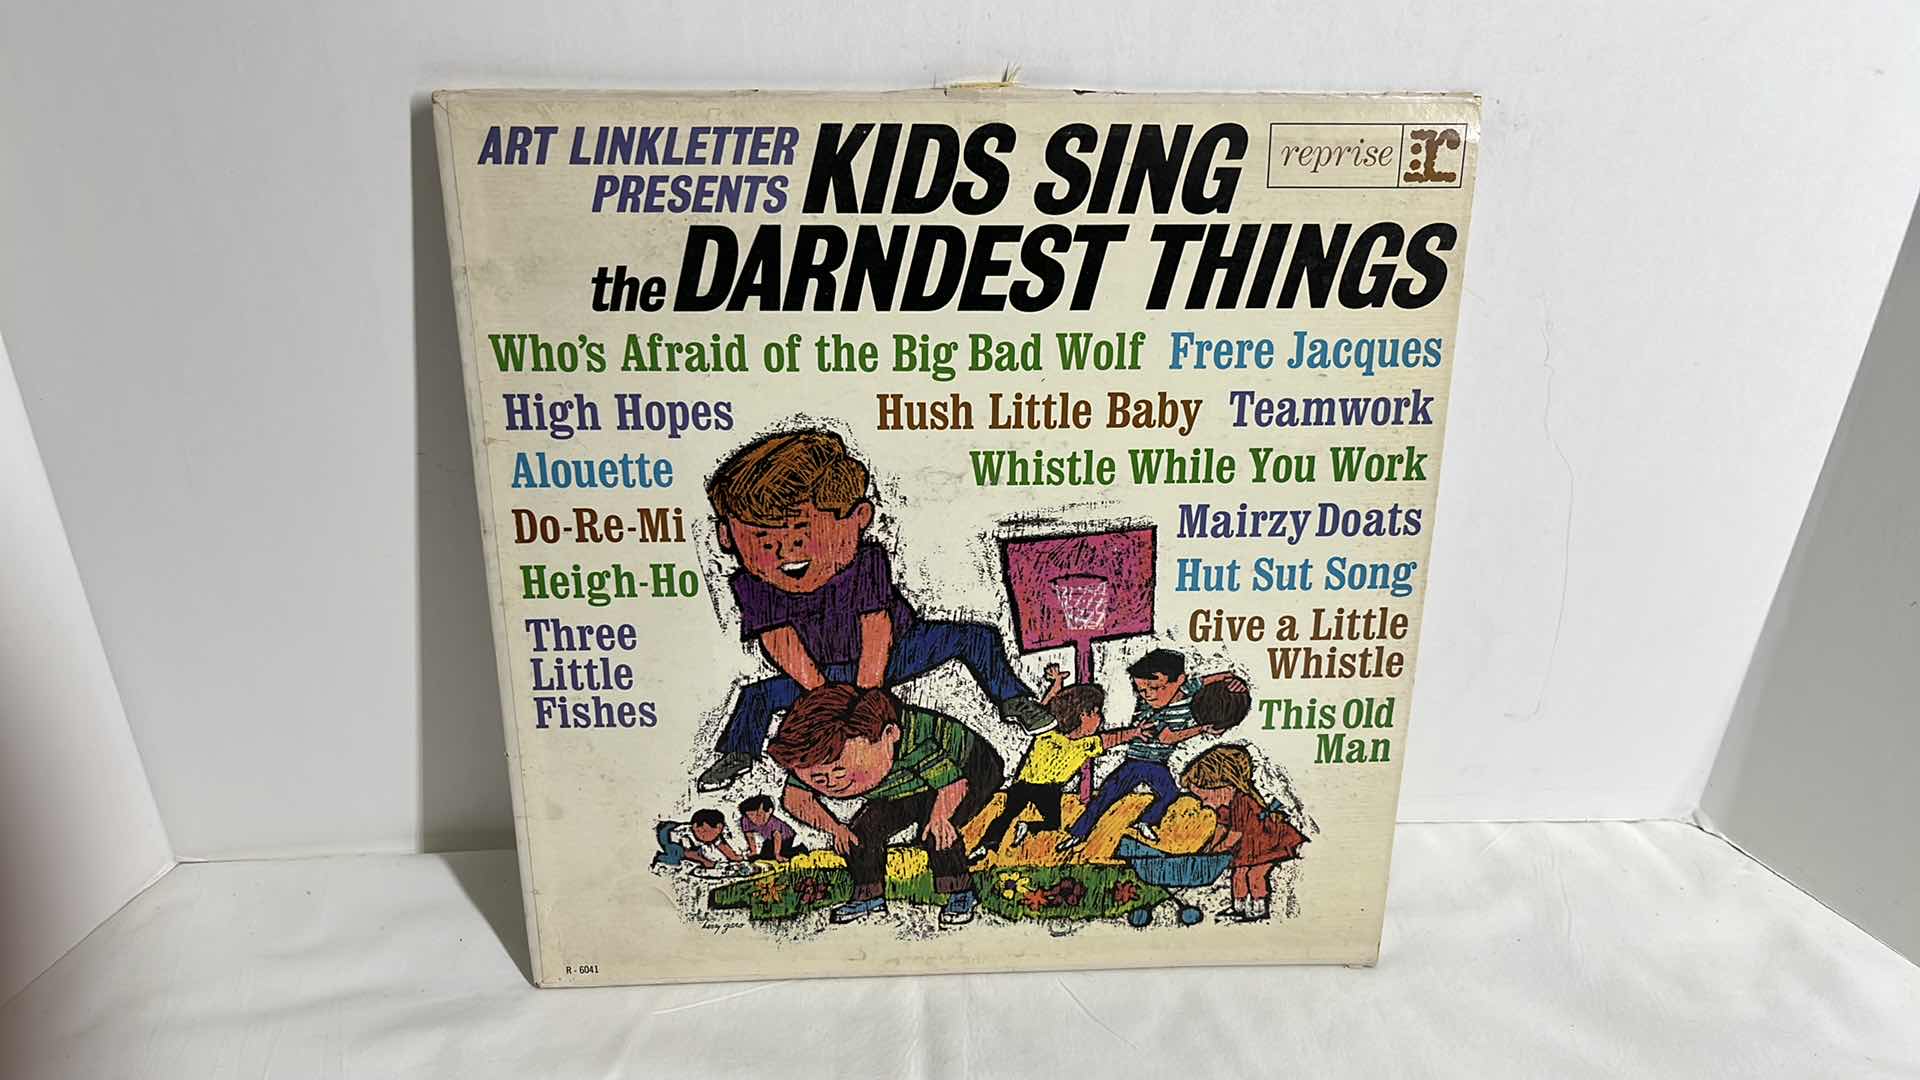 ART LINKLETTER
PRESENTS
KIDS SING
the DARNDEST THINGS
reprise r
Who's Afraid of the Big Bad Wolf Frere Jacques
High Hopes Hush Little Baby Teamwork
Alouette Whistle While You Work
Do-Re-Mi Mairzy Doats
Heigh-Ho Hut Sut Song
Three
Little
Fishes
Give a Little
Whistle
This Old
Man
R-6041